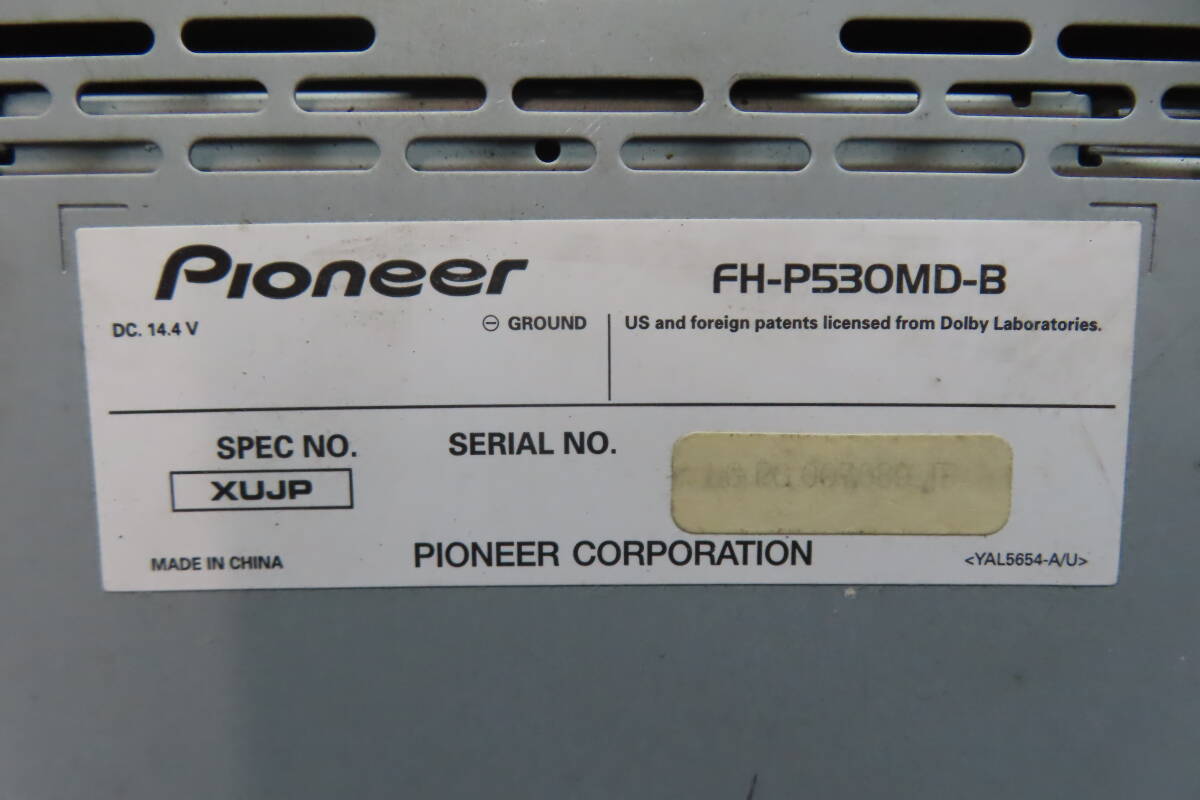 Pioneer
FH-P530MD-B
DC. 14.4 V
⊖ GROUND
US and foreign patents licensed from Dolby Laboratories.
SPEC NO.
SERIAL NO.
XUJP
MADE IN CHINA
PIONEER CORPORATION
<YAL5654-A/U>